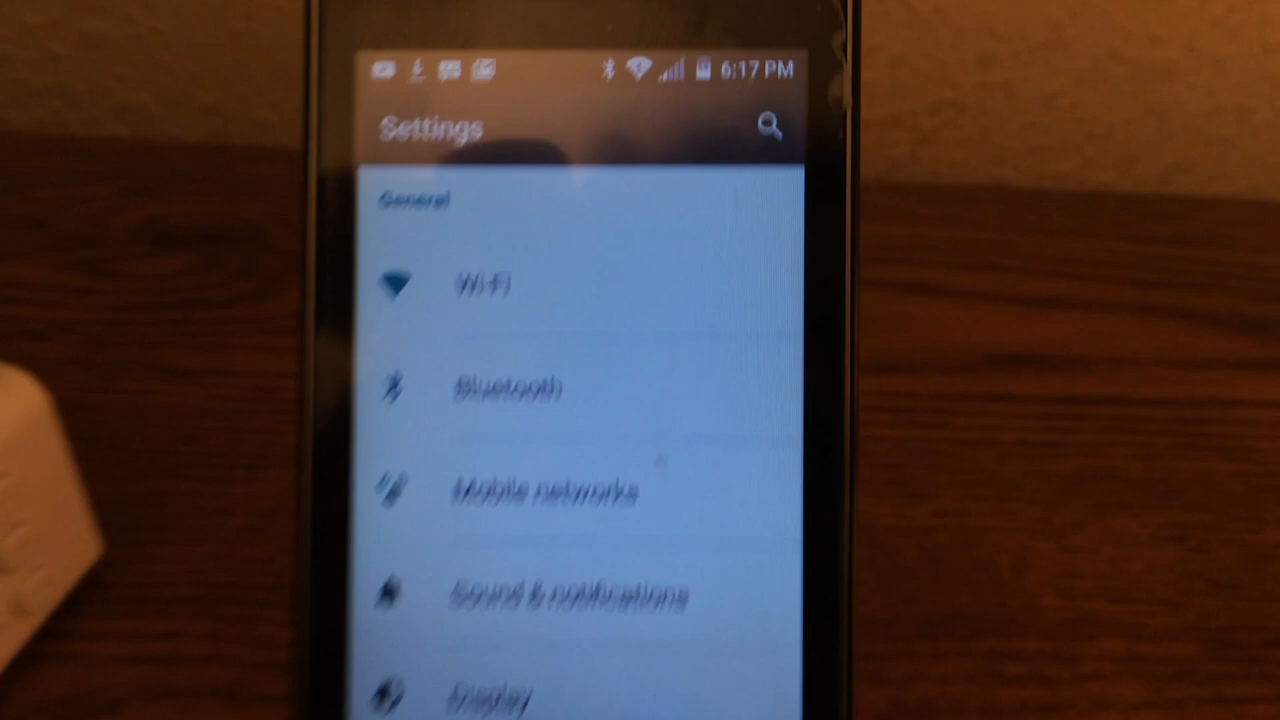 6:17 PM
Settings
General
Wi-Fi
Bluetooth
Mobile networks
Sound & notifications
Display